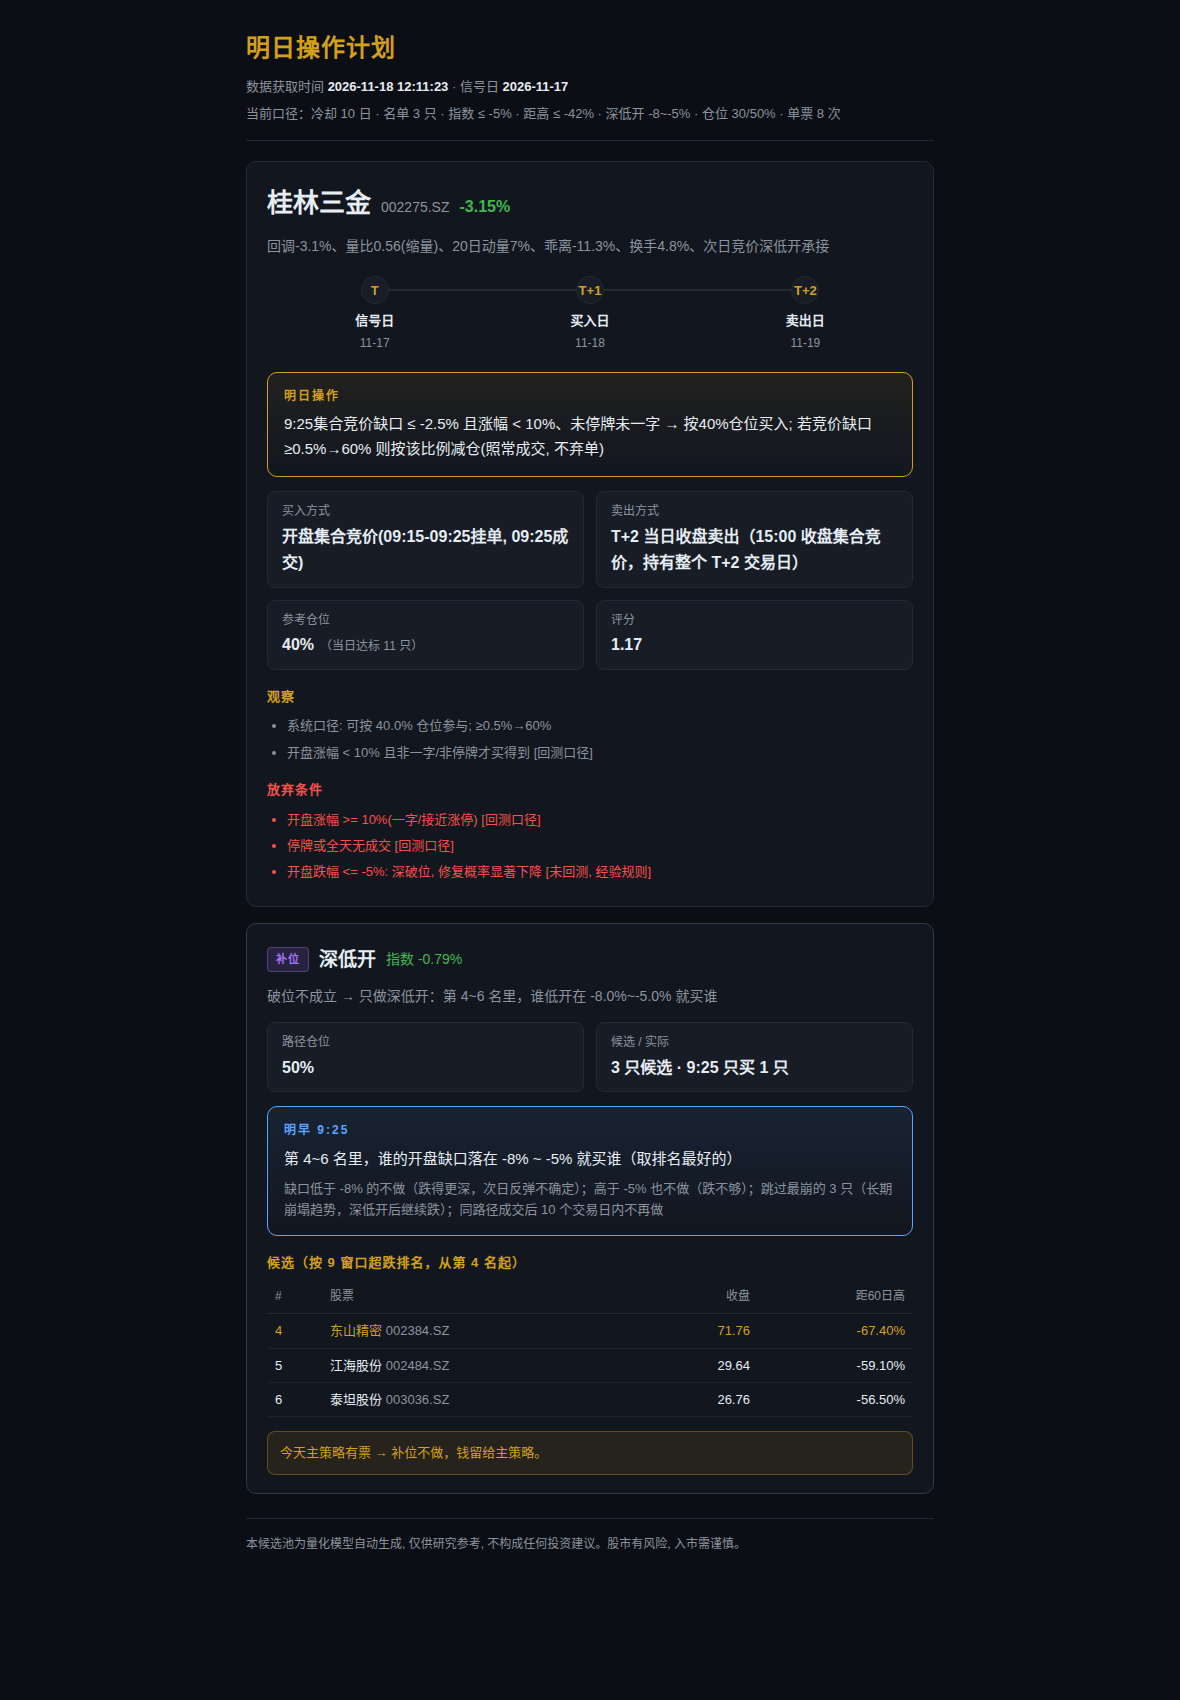 明日操作计划
数据获取时间 2026-11-18 12:11:23 · 信号日 2026-11-17
当前口径：冷却 10 日 · 名单 3 只 · 指数 ≤ -5% · 距高 ≤ -42% · 深低开 -8~-5% · 仓位 30/50% · 单票 8 次
桂林三金 002275.SZ -3.15%
回调-3.1%、量比0.56(缩量)、20日动量7%、乖离-11.3%、换手4.8%、次日竞价深低开承接
T T+1 T+2
信号日 买入日 卖出日
11-17 11-18 11-19
明日操作
9:25集合竞价缺口 ≤ -2.5% 且涨幅 < 10%、未停牌未一字 → 按40%仓位买入; 若竞价缺口
≥0.5%→60% 则按该比例减仓(照常成交, 不弃单)
买入方式
开盘集合竞价(09:15-09:25挂单, 09:25成
交)
卖出方式
T+2 当日收盘卖出（15:00 收盘集合竞
价，持有整个 T+2 交易日）
参考仓位
40% （当日达标 11 只）
评分
1.17
观察
• 系统口径: 可按 40.0% 仓位参与; ≥0.5%→60%
• 开盘涨幅 < 10% 且非一字/非停牌才买得到 [回测口径]
放弃条件
• 开盘涨幅 >= 10%(一字/接近涨停) [回测口径]
• 停牌或全天无成交 [回测口径]
• 开盘跌幅 <= -5%: 深破位, 修复概率显著下降 [未回测, 经验规则]
补位 深低开 指数 -0.79%
破位不成立 → 只做深低开：第 4~6 名里，谁低开在 -8.0%~-5.0% 就买谁
路径仓位
50%
候选 / 实际
3 只候选 · 9:25 只买 1 只
明早 9:25
第 4~6 名里，谁的开盘缺口落在 -8% ~ -5% 就买谁（取排名最好的）
缺口低于 -8% 的不做（跌得更深，次日反弹不确定）；高于 -5% 也不做（跌不够）；跳过最崩的 3 只（长期
崩塌趋势，深低开后继续跌）；同路径成交后 10 个交易日内不再做
候选（按 9 窗口超跌排名，从第 4 名起）
# 股票 收盘 距60日高
4 东山精密 002384.SZ 71.76 -67.40%
5 江海股份 002484.SZ 29.64 -59.10%
6 泰坦股份 003036.SZ 26.76 -56.50%
今天主策略有票 → 补位不做，钱留给主策略。
本候选池为量化模型自动生成, 仅供研究参考, 不构成任何投资建议。股市有风险, 入市需谨慎。